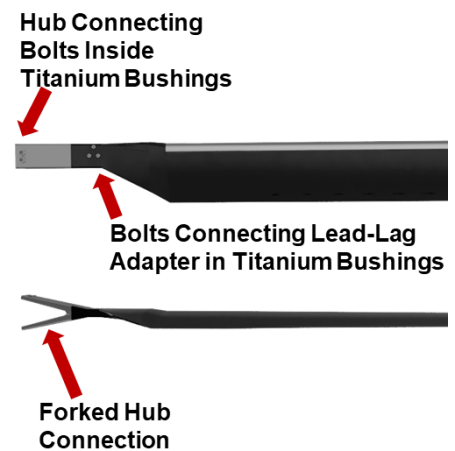 Hub Connecting
Bolts Inside
Titanium Bushings
Bolts Connecting Lead-Lag
Adapter in Titanium Bushings
Forked Hub
Connection